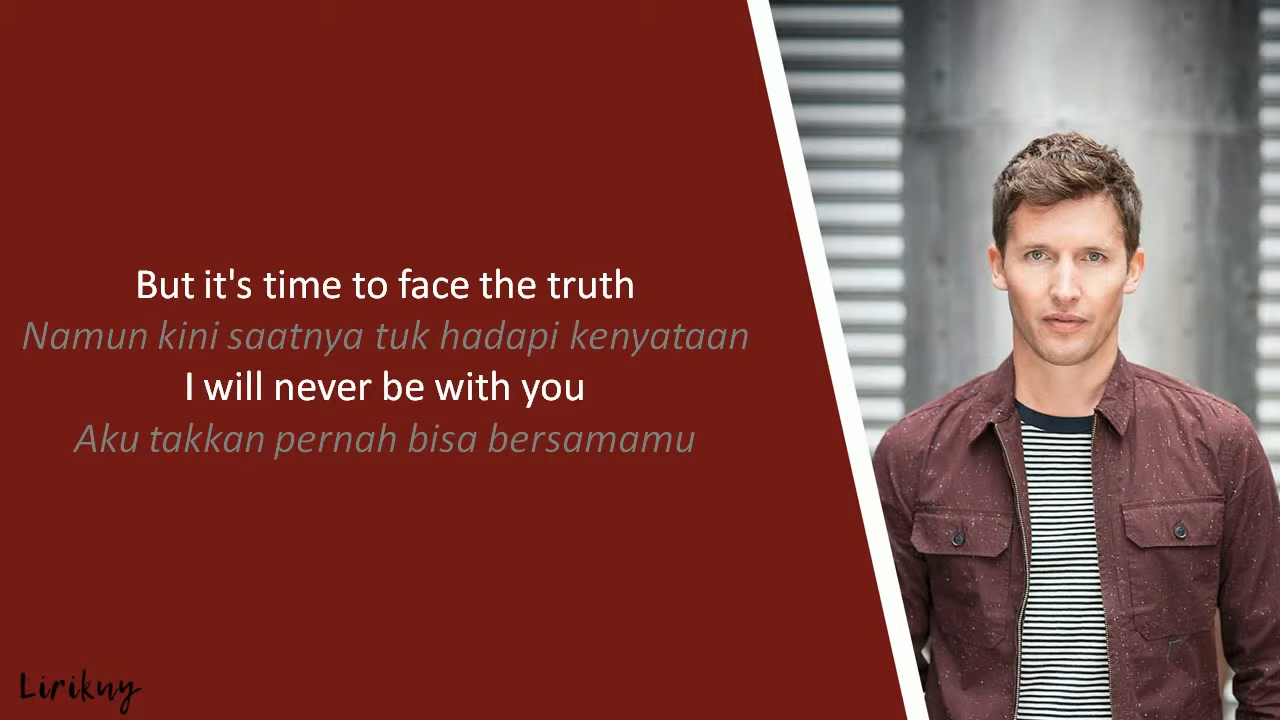 But it's time to face the truth
Namun kini saatnya tuk hadapi kenyataan
I will never be with you
Aku takkan pernah bisa bersamamu
Lirikny